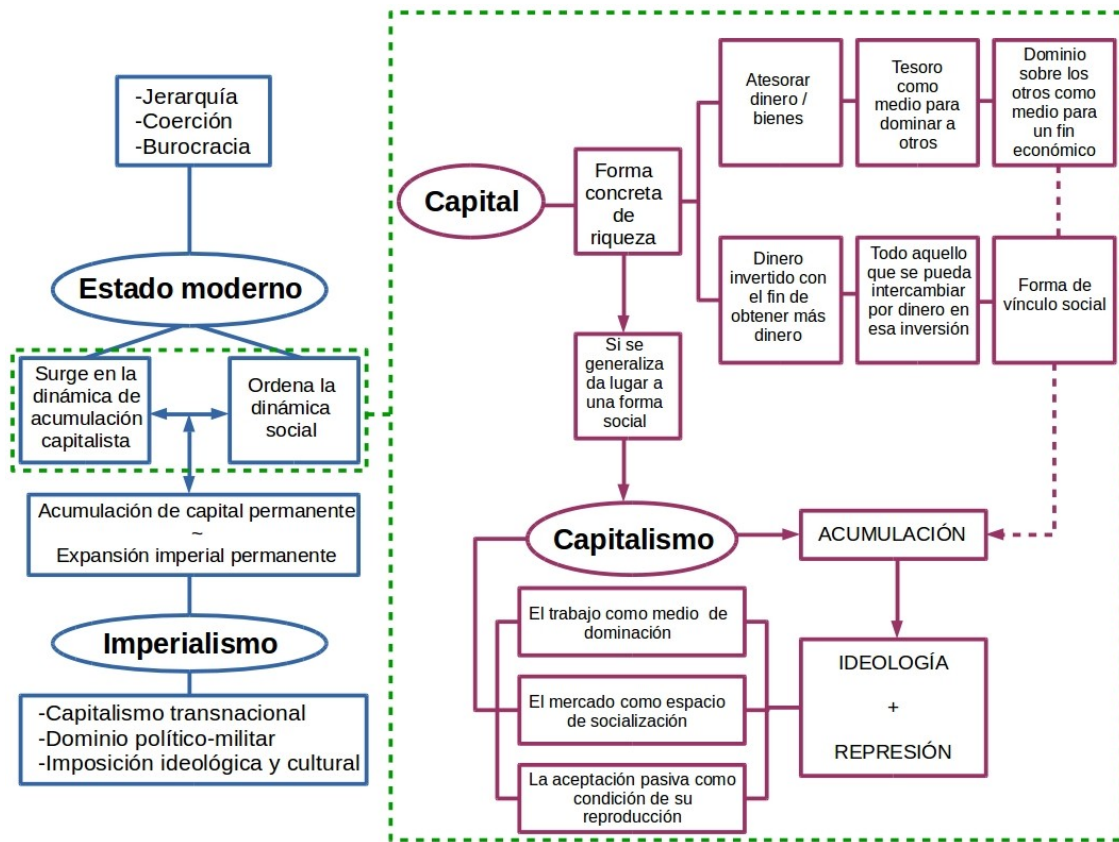 -Jerarquía
-Coerción
-Burocracia
Estado moderno
Surge en la
dinámica de
acumulación
capitalista
Ordena la
dinámica
social
Acumulación de capital permanente
~
Expansión imperial permanente
Imperialismo
-Capitalismo transnacional
-Dominio político-militar
-Imposición ideológica y cultural
Capital
Forma
concreta
de
riqueza
Atesorar
dinero /
bienes
Tesoro
como
medio para
dominar a
otros
Dominio
sobre los
otros como
medio para
un fin
económico
Dinero
invertido con
el fin de
obtener más
dinero
Todo aquello
que se pueda
intercambiar
por dinero en
esa inversión
Forma de
vínculo social
Si se
generaliza
da lugar a
una forma
social
Capitalismo
ACUMULACIÓN
El trabajo como medio de
dominación
El mercado como espacio
de socialización
La aceptación pasiva como
condición de su
reproducción
IDEOLOGÍA
+
REPRESIÓN